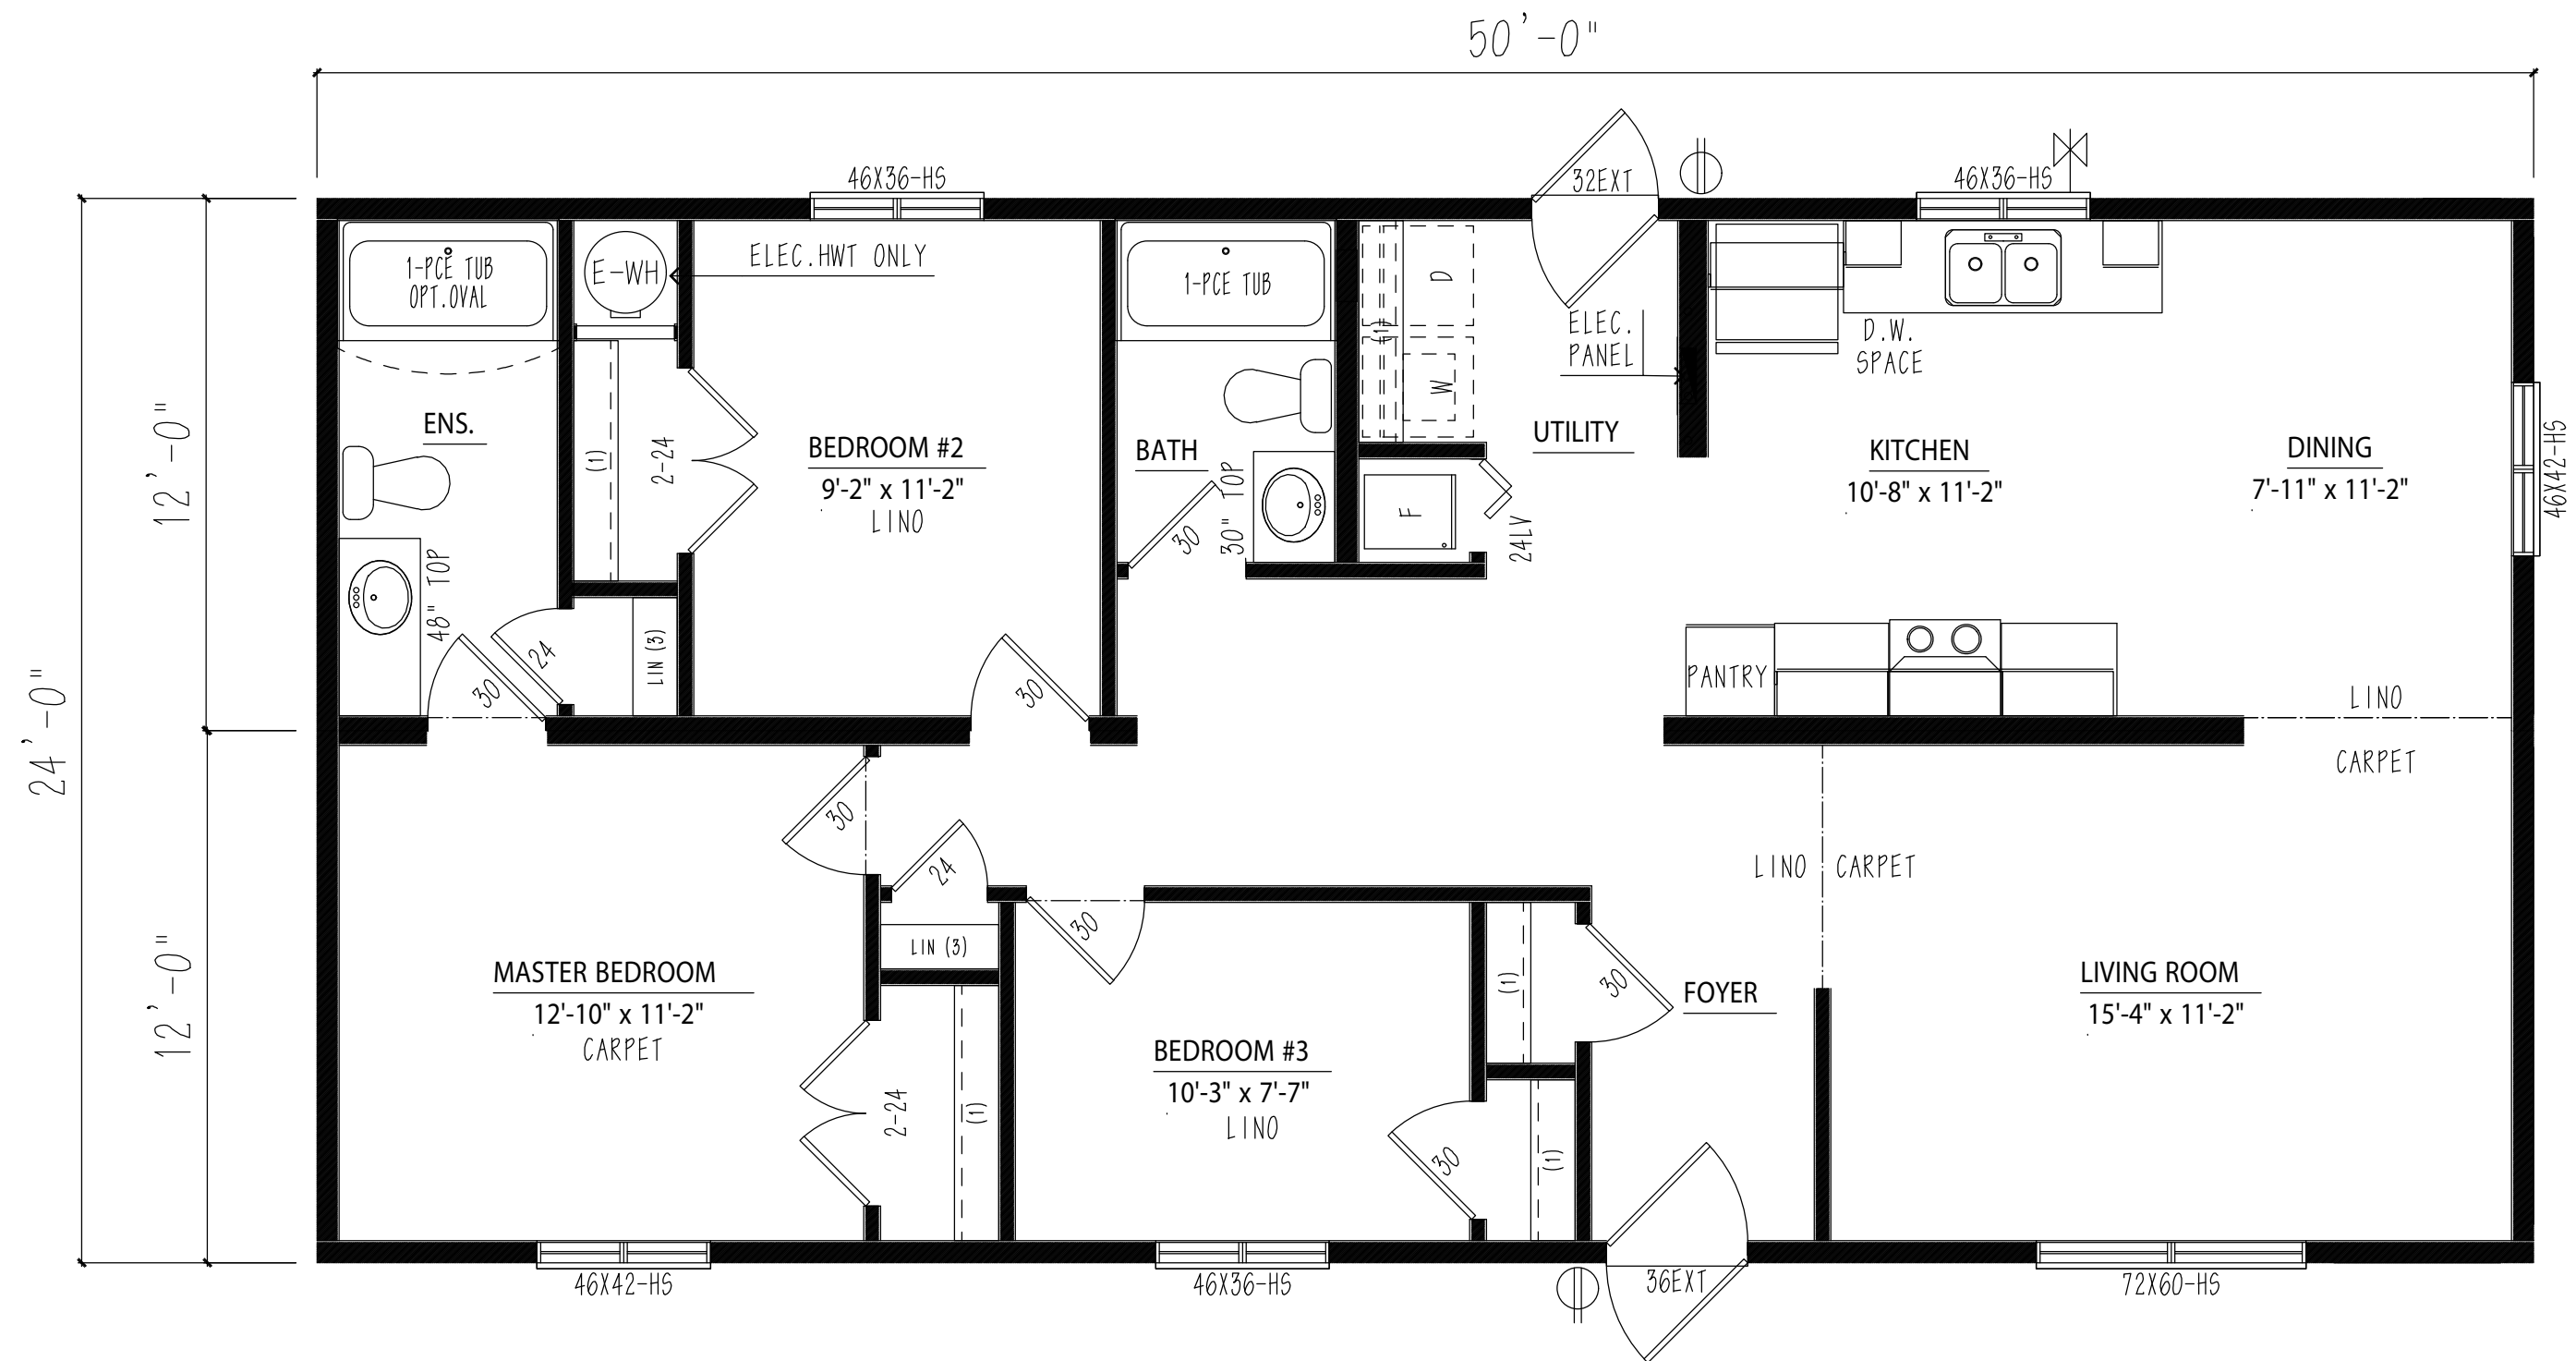 50'-0"
46X36-HS
32EXT
46X36-HS
ELEC.HWT ONLY
E-WH
1-PCE TUB
OPT.OVAL
1-PCE TUB
D
(1)
W
ELEC.
PANEL
D.W.
SPACE
12'-0"
ENS.
(1)
2-24
BEDROOM #2
9'-2" x 11'-2"
LINO
BATH
30
30" TOP
F
24LV
UTILITY
KITCHEN
10'-8" x 11'-2"
DINING
7'-11" x 11'-2"
46X42-HS
48" TOP
24
30
LIN (3)
30
PANTRY
LINO
CARPET
24'-0"
30
24
LINO
CARPET
12'-0"
LIN (3)
30
(1)
30
FOYER
MASTER BEDROOM
12'-10" x 11'-2"
CARPET
2-24
(1)
BEDROOM #3
10'-3" x 7'-7"
LINO
30
(1)
LIVING ROOM
15'-4" x 11'-2"
46X42-HS
46X36-HS
36EXT
72X60-HS